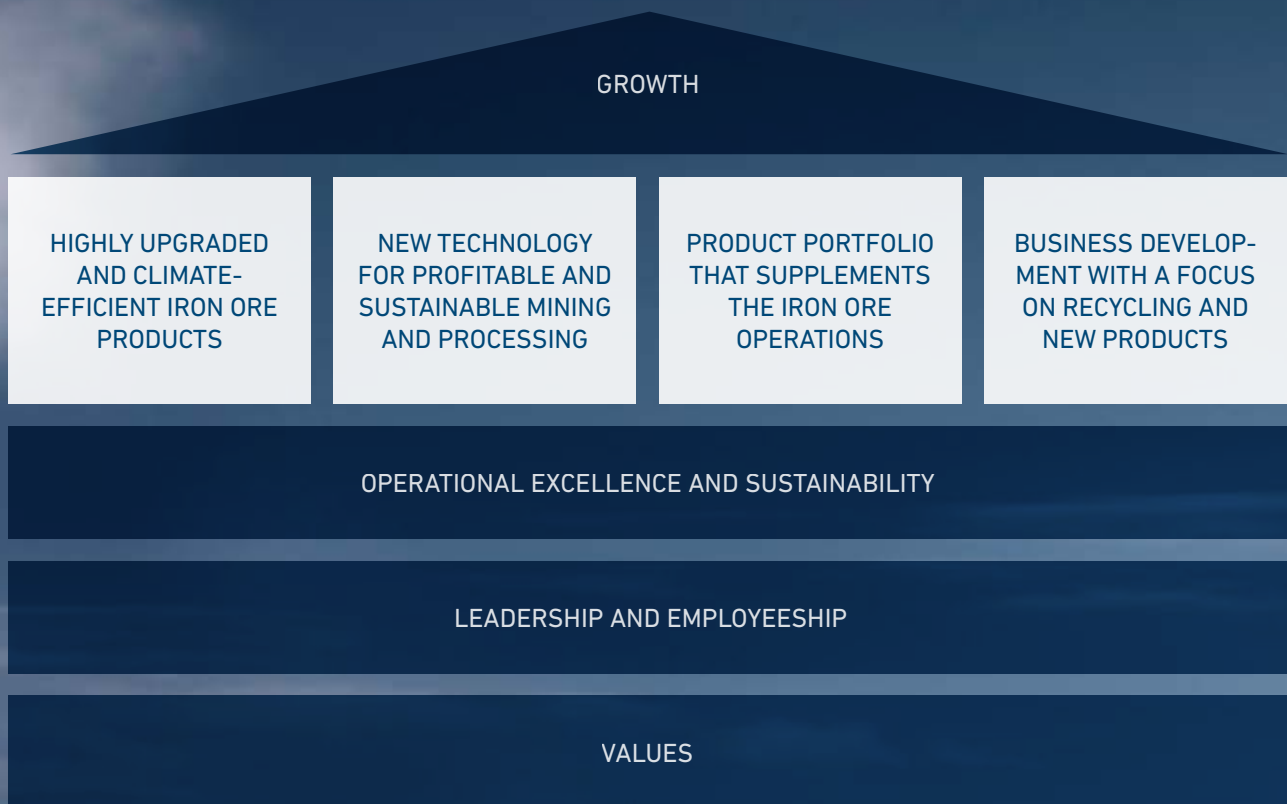 GROWTH
HIGHLY UPGRADED
AND CLIMATE-
EFFICIENT IRON ORE
PRODUCTS
NEW TECHNOLOGY
FOR PROFITABLE AND
SUSTAINABLE MINING
AND PROCESSING
PRODUCT PORTFOLIO
THAT SUPPLEMENTS
THE IRON ORE
OPERATIONS
BUSINESS DEVELOP-
MENT WITH A FOCUS
ON RECYCLING AND
NEW PRODUCTS
OPERATIONAL EXCELLENCE AND SUSTAINABILITY
LEADERSHIP AND EMPLOYEESHIP
VALUES